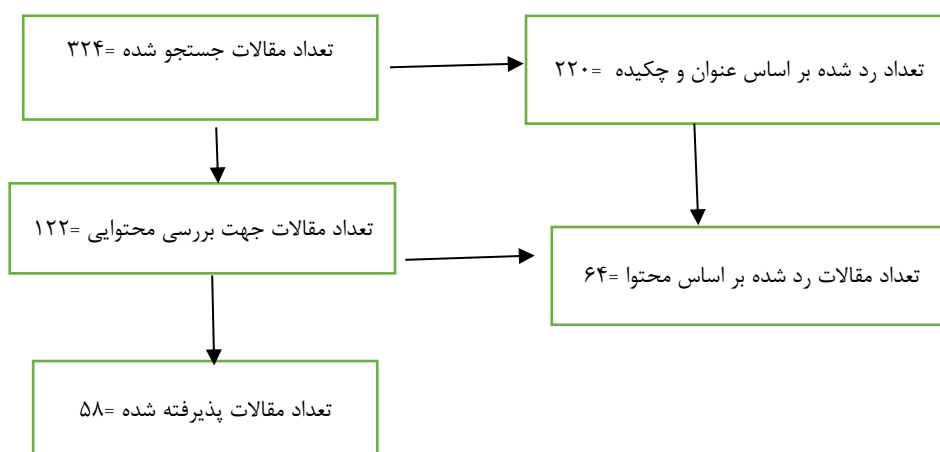 تعداد مقالات جستجو شده =۳۲۴
تعداد رد شده بر اساس عنوان و چکیده =۲۲۰
تعداد مقالات جهت بررسی محتوایی =۱۲۲
تعداد مقالات رد شده بر اساس محتوا =۶۴
تعداد مقالات پذیرفته شده =۵۸